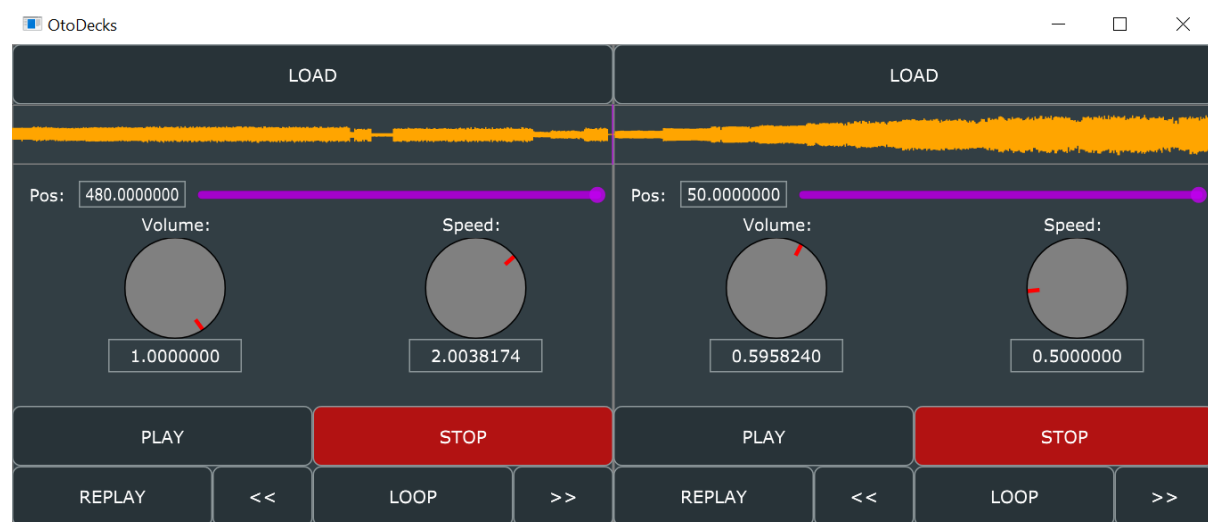 OtoDecks
LOAD LOAD
Pos: 480.0000000 Pos: 50.0000000
Volume: Speed: Volume: Speed:
1.0000000 2.0038174 0.5958240 0.5000000
PLAY STOP PLAY STOP
REPLAY << LOOP >> REPLAY << LOOP >>